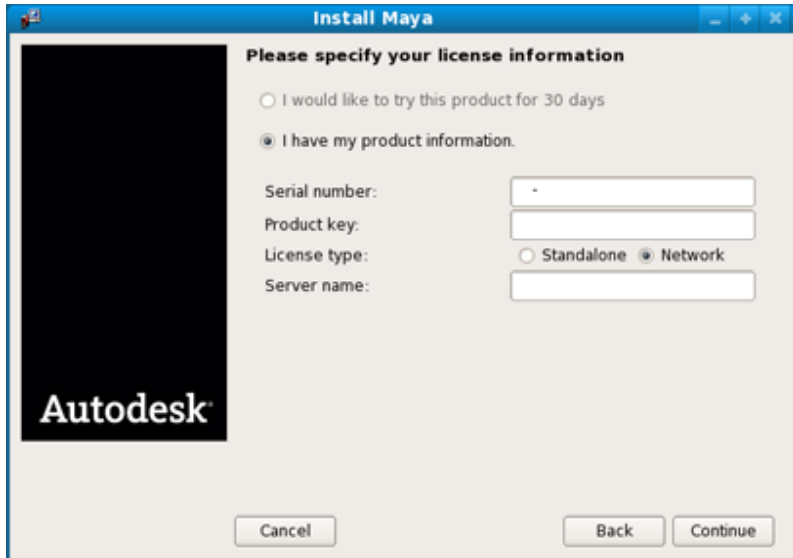 Install Maya
Please specify your license information
I would like to try this product for 30 days
I have my product information.
Serial number: -
Product key:
License type: Standalone Network
Server name:
Autodesk
Cancel Back Continue